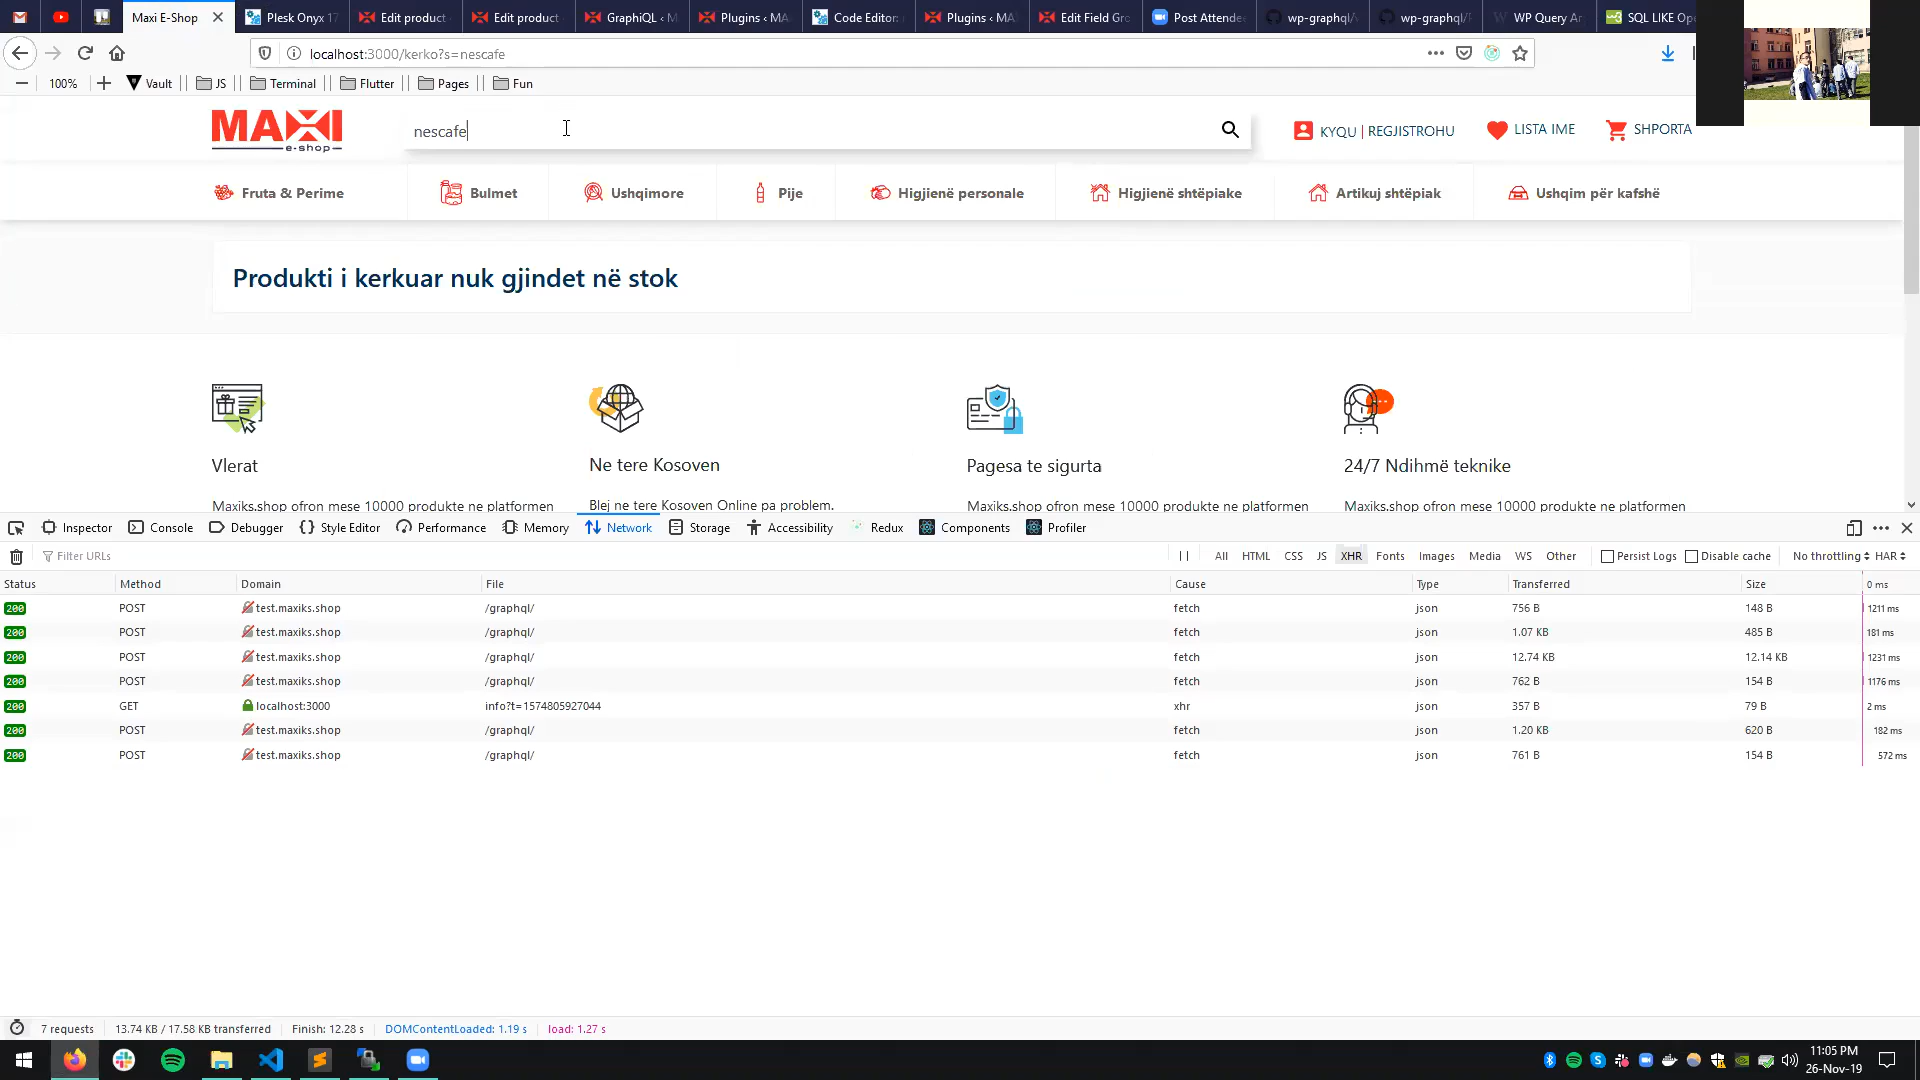 Maxi E-Shop
Plesk Onyx 17
Edit product
Edit product
GraphiQL ‹ M
Plugins ‹ MA
Code Editor:
Plugins ‹ MA
Edit Field Gro
Post Attendee
wp-graphql/
wp-graphql/
WP Query Ar
SQL LIKE Ope
localhost:3000/kerko?s=nescafe
100%
Vault
JS
Terminal
Flutter
Pages
Fun
MAXI
e-shop
nescafe
KYQU | REGJISTROHU
LISTA IME
SHPORTA
Fruta & Perime
Bulmet
Ushqimore
Pije
Higjienë personale
Higjienë shtëpiake
Artikuj shtëpiak
Ushqim për kafshë
Produkti i kerkuar nuk gjindet në stok
Vlerat
Ne tere Kosoven
Pagesa te sigurta
24/7 Ndihmë teknike
Maxiks.shop ofron mese 10000 produkte ne platformen
Blej ne tere Kosoven Online pa problem.
Maxiks.shop ofron mese 10000 produkte ne platformen
Maxiks.shop ofron mese 10000 produkte ne platformen
Inspector
Console
Debugger
Style Editor
Performance
Memory
Network
Storage
Accessibility
Redux
Components
Profiler
Filter URLs
All
HTML
CSS
JS
XHR
Fonts
Images
Media
WS
Other
Persist Logs
Disable cache
No throttling
HAR
Status Method Domain File Cause Type Transferred Size 0 ms
200 POST test.maxiks.shop /graphql/ fetch json 756 B 148 B 1211 ms
200 POST test.maxiks.shop /graphql/ fetch json 1.07 KB 485 B 181 ms
200 POST test.maxiks.shop /graphql/ fetch json 12.74 KB 12.14 KB 1231 ms
200 POST test.maxiks.shop /graphql/ fetch json 762 B 154 B 1176 ms
200 GET localhost:3000 info?t=1574805927044 xhr json 357 B 79 B 2 ms
200 POST test.maxiks.shop /graphql/ fetch json 1.20 KB 620 B 182 ms
200 POST test.maxiks.shop /graphql/ fetch json 761 B 154 B 572 ms
7 requests
13.74 KB / 17.58 KB transferred
Finish: 12.28 s
DOMContentLoaded: 1.19 s
load: 1.27 s
11:05 PM
26-Nov-19